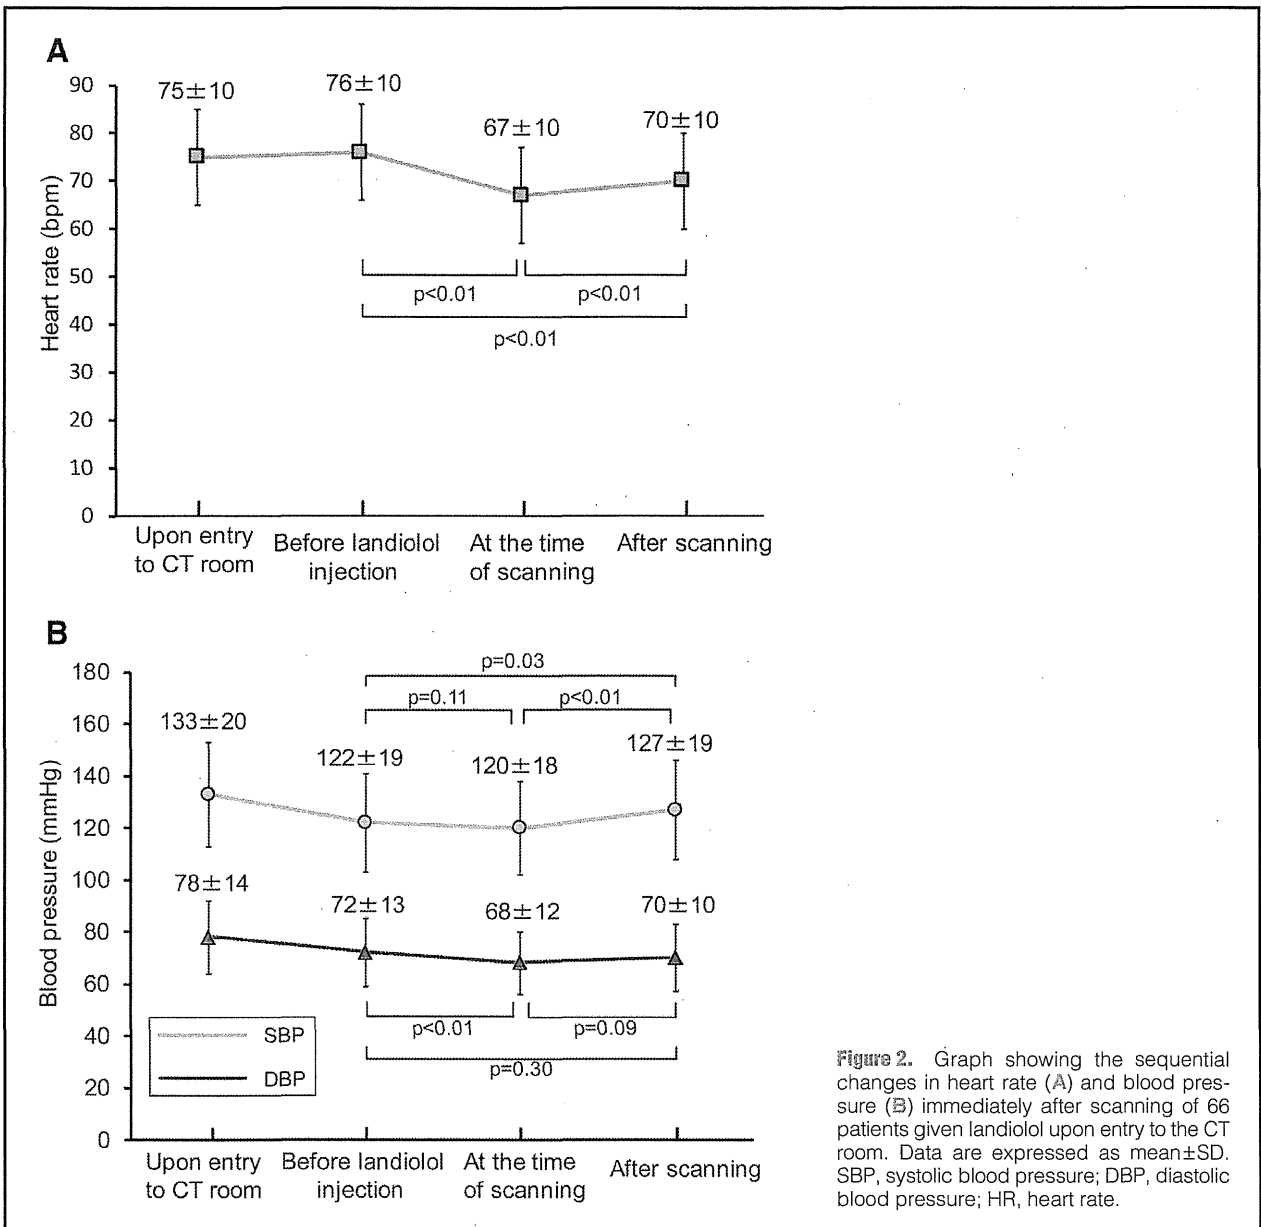 A
90
80
70
60
50
40
30
20
10
0
Heart rate (bpm)
75±10
76±10
67±10
70±10
p<0.01
p<0.01
p<0.01
Upon entry
to CT room
Before landiolol
injection
At the time
of scanning
After scanning
B
180
160
140
120
100
80
60
40
20
0
Blood pressure (mmHg)
p=0.03
p=0.11
p<0.01
133±20
122±19
120±18
127±19
78±14
72±13
68±12
70±10
p<0.01
p=0.09
p=0.30
SBP
DBP
Upon entry
to CT room
Before landiolol
injection
At the time
of scanning
After scanning
Figure 2. Graph showing the sequential
changes in heart rate (A) and blood pres-
sure (B) immediately after scanning of 66
patients given landiolol upon entry to the CT
room. Data are expressed as mean±SD.
SBP, systolic blood pressure; DBP, diastolic
blood pressure; HR, heart rate.